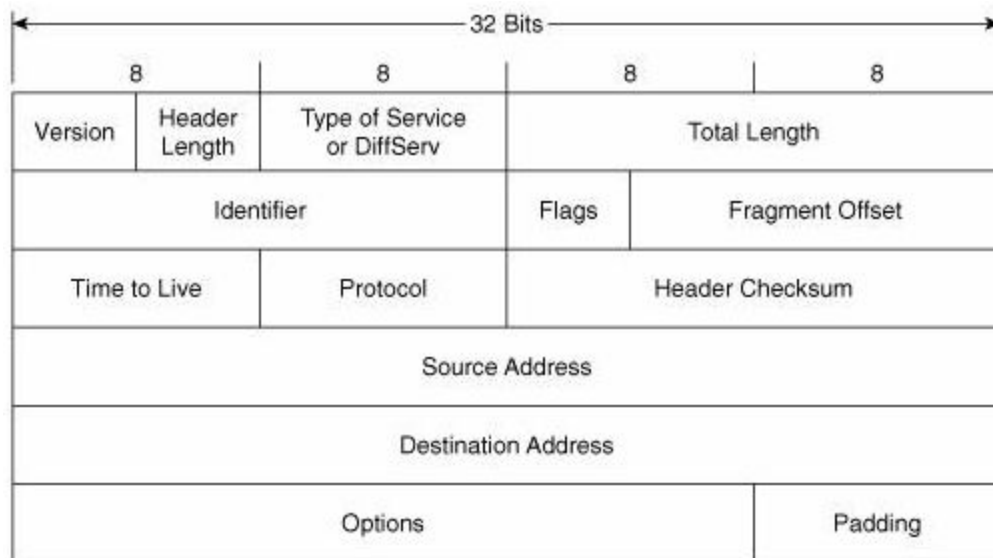 32 Bits
8 8 8 8
Version Header Length Type of Service or DiffServ Total Length
Identifier Flags Fragment Offset
Time to Live Protocol Header Checksum
Source Address
Destination Address
Options Padding